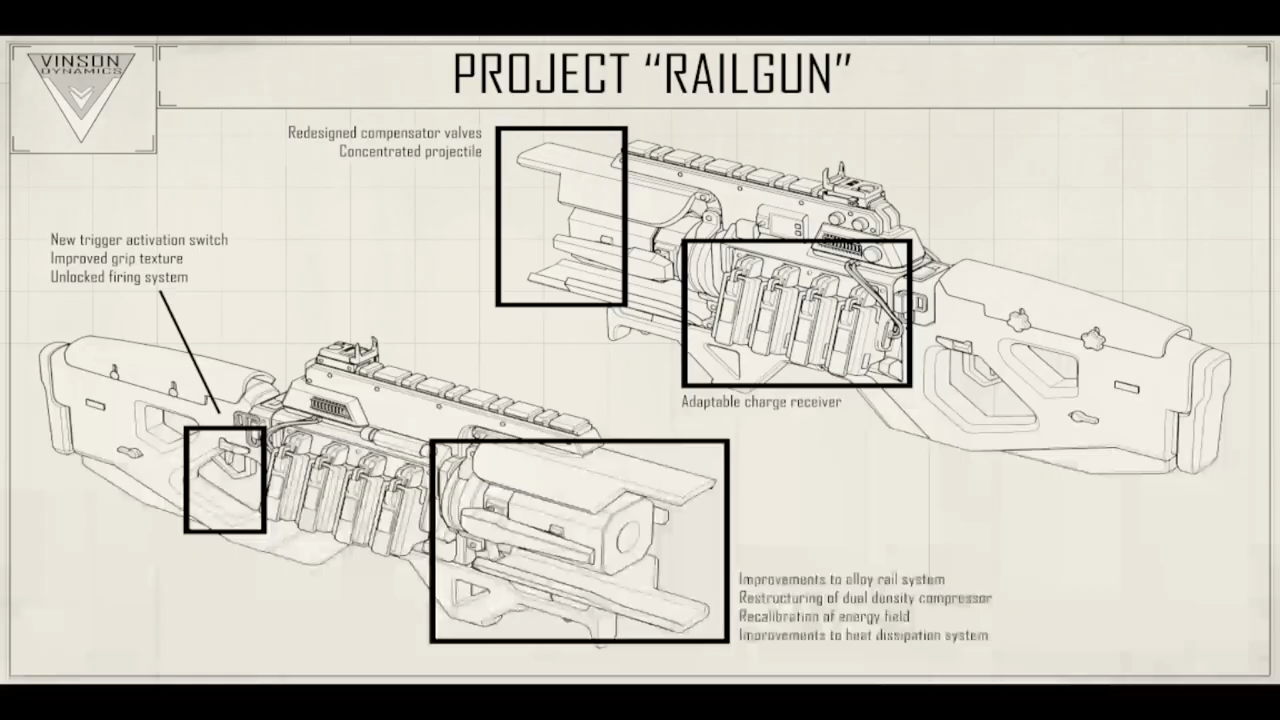 VINSON
DYNAMICS
PROJECT “RAILGUN”
Redesigned compensator valves
Concentrated projectile
New trigger activation switch
Improved grip texture
Unlocked firing system
Adaptable charge receiver
Improvements to alloy rail system
Restructuring of dual density compressor
Recalibration of energy field
Improvements to heat dissipation system